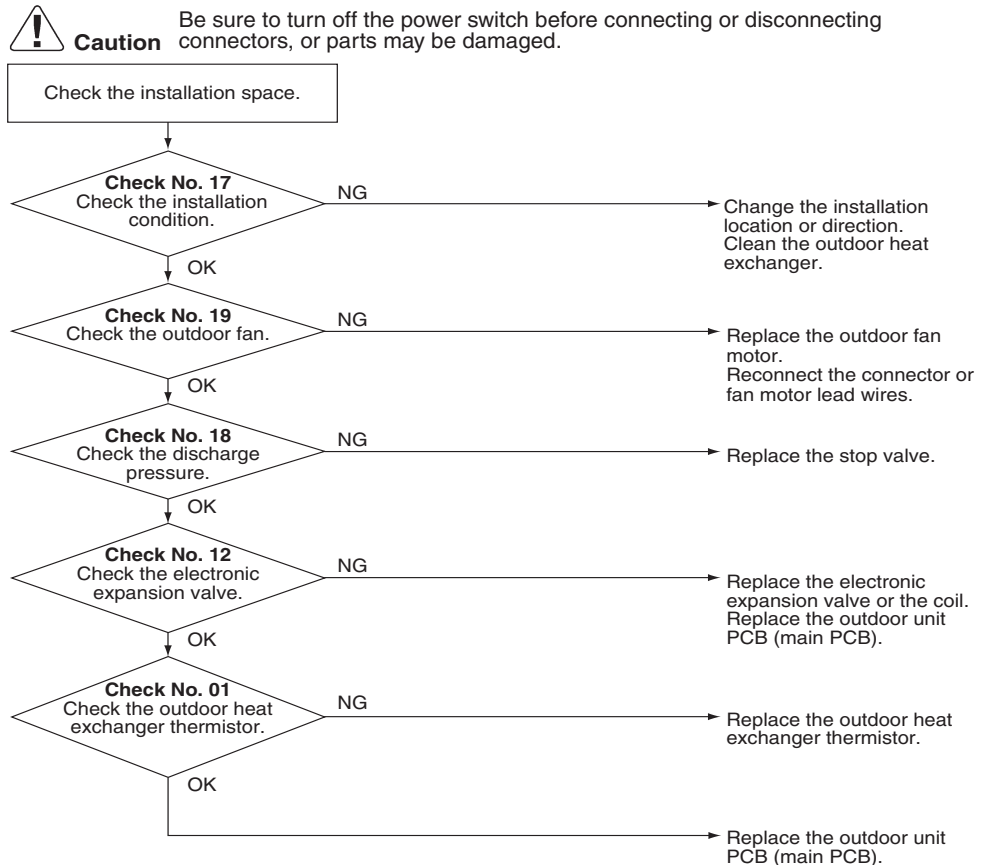 Be sure to turn off the power switch before connecting or disconnecting
Caution connectors, or parts may be damaged.
Check the installation space.
Check No. 17
Check the installation
condition.
NG
Change the installation
location or direction.
Clean the outdoor heat
exchanger.
OK
Check No. 19
Check the outdoor fan.
NG
Replace the outdoor fan
motor.
Reconnect the connector or
fan motor lead wires.
OK
Check No. 18
Check the discharge
pressure.
NG
Replace the stop valve.
OK
Check No. 12
Check the electronic
expansion valve.
NG
Replace the electronic
expansion valve or the coil.
Replace the outdoor unit
PCB (main PCB).
OK
Check No. 01
Check the outdoor heat
exchanger thermistor.
NG
Replace the outdoor heat
exchanger thermistor.
OK
Replace the outdoor unit
PCB (main PCB).